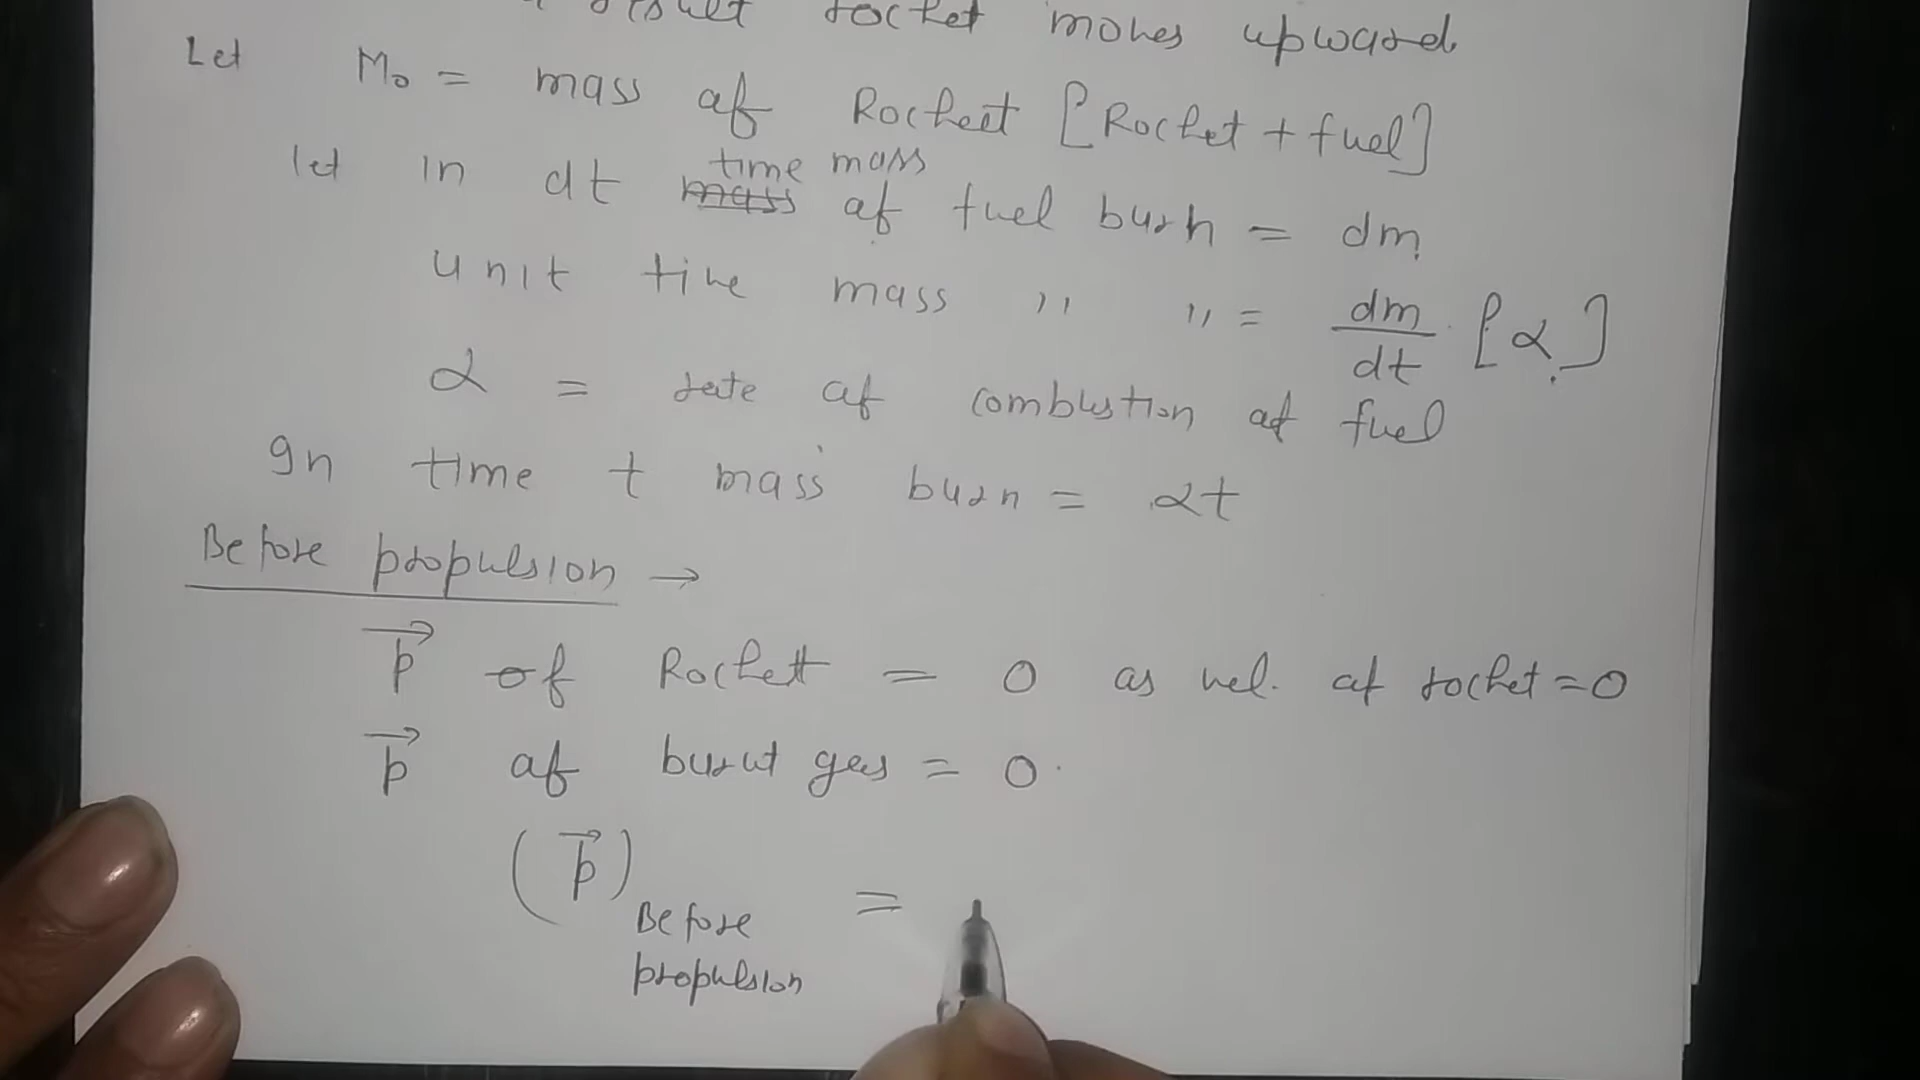 rocket moves upward.
Let M₀ = mass of Rocket [Rocket + fuel]
let in dt time mass of fuel burn = dm
unit time mass ,, ,, = dm/dt [α]
α = rate of combustion of fuel
In time t mass burn = αt
Before propulsion →
p⃗ of Rocket = 0 as vel. of rocket = 0
p⃗ of burnt gas = 0.
(p⃗) Before propulsion =